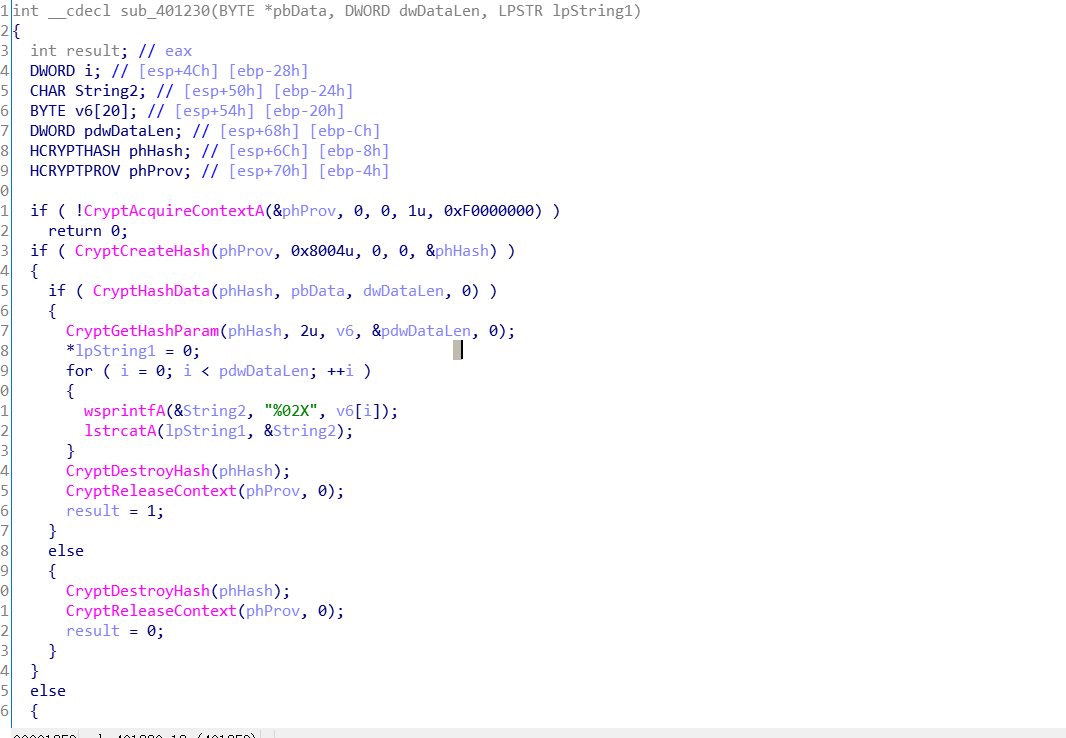 1 int __cdecl sub_401230(BYTE *pbData, DWORD dwDataLen, LPSTR lpString1)
2 {
3   int result; // eax
4   DWORD i; // [esp+4Ch] [ebp-28h]
5   CHAR String2; // [esp+50h] [ebp-24h]
6   BYTE v6[20]; // [esp+54h] [ebp-20h]
7   DWORD pdwDataLen; // [esp+68h] [ebp-Ch]
8   HCRYPTHASH phHash; // [esp+6Ch] [ebp-8h]
9   HCRYPTPROV phProv; // [esp+70h] [ebp-4h]
0
1   if ( !CryptAcquireContextA(&phProv, 0, 0, 1u, 0xF0000000) )
2     return 0;
3   if ( CryptCreateHash(phProv, 0x8004u, 0, 0, &phHash) )
4   {
5     if ( CryptHashData(phHash, pbData, dwDataLen, 0) )
6     {
7       CryptGetHashParam(phHash, 2u, v6, &pdwDataLen, 0);
8       *lpString1 = 0;
9       for ( i = 0; i < pdwDataLen; ++i )
0       {
1         wsprintfA(&String2, "%02X", v6[i]);
2         lstrcatA(lpString1, &String2);
3       }
4       CryptDestroyHash(phHash);
5       CryptReleaseContext(phProv, 0);
6       result = 1;
7     }
8     else
9     {
0       CryptDestroyHash(phHash);
1       CryptReleaseContext(phProv, 0);
2       result = 0;
3     }
4   }
5   else
6   {